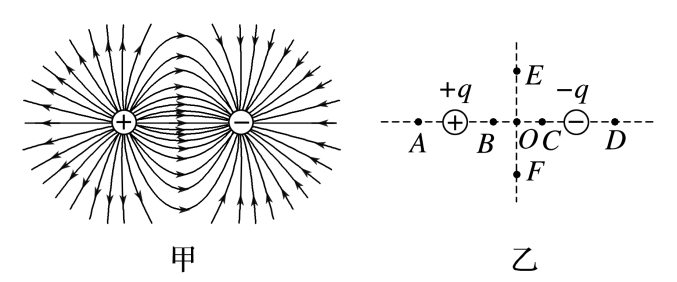 + −
甲
+q −q
+ −
E
A B O C D
F
乙